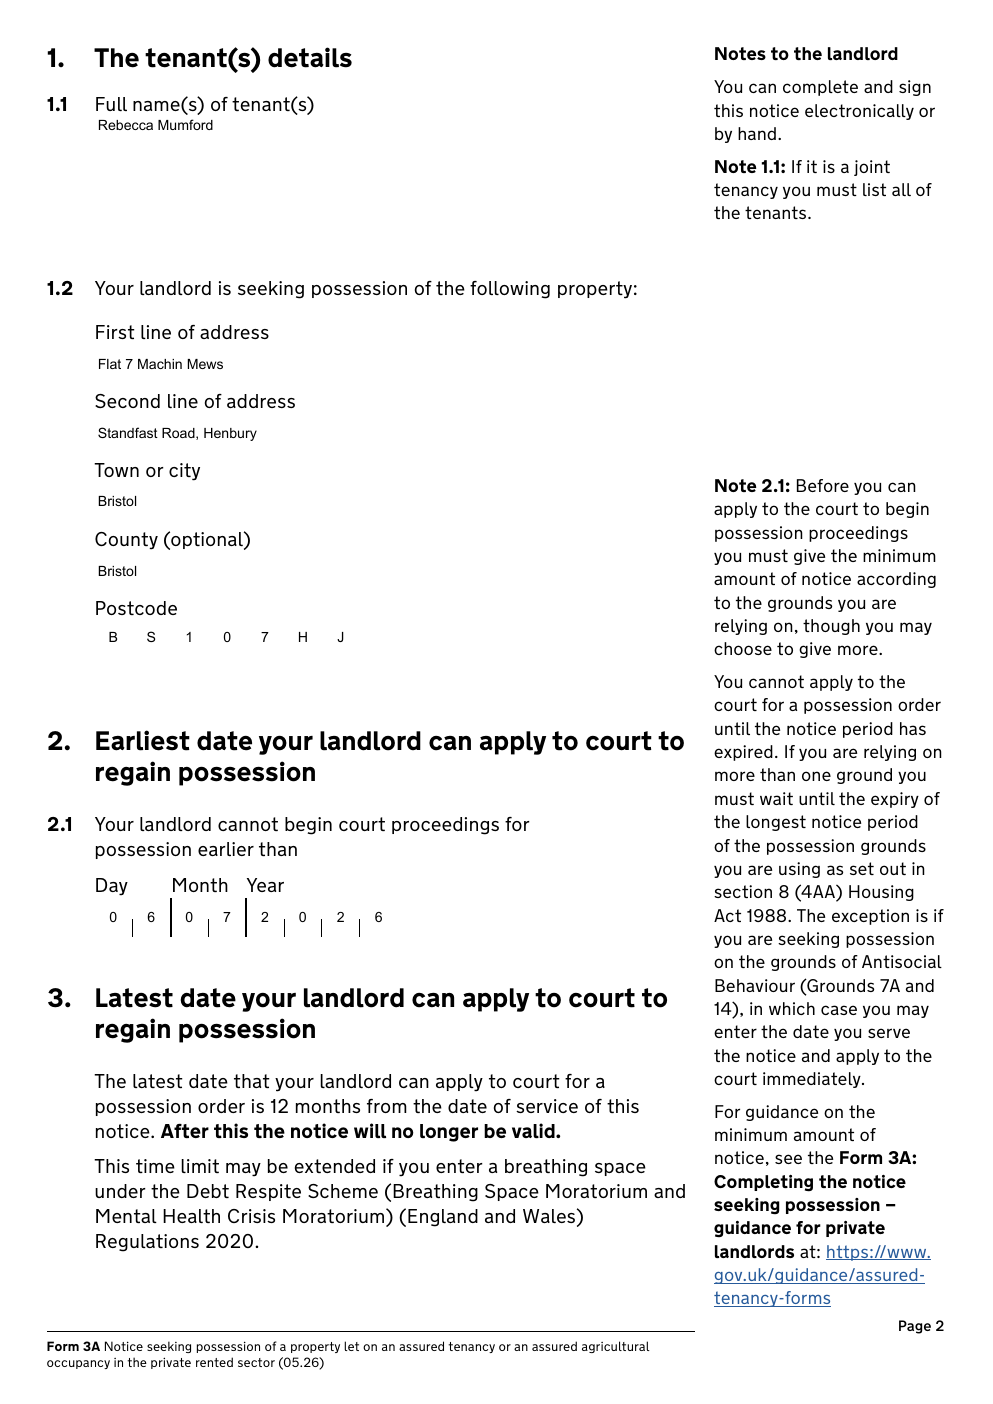 1. The tenant(s) details
1.1 Full name(s) of tenant(s)
Rebecca Mumford
1.2 Your landlord is seeking possession of the following property:
First line of address
Flat 7 Machin Mews
Second line of address
Standfast Road, Henbury
Town or city
Bristol
County (optional)
Bristol
Postcode
B S 1 0 7 H J
2. Earliest date your landlord can apply to court to
regain possession
2.1 Your landlord cannot begin court proceedings for
possession earlier than
Day Month Year
0 6 0 7 2 0 2 6
3. Latest date your landlord can apply to court to
regain possession
The latest date that your landlord can apply to court for a
possession order is 12 months from the date of service of this
notice. After this the notice will no longer be valid.
This time limit may be extended if you enter a breathing space
under the Debt Respite Scheme (Breathing Space Moratorium and
Mental Health Crisis Moratorium) (England and Wales)
Regulations 2020.
Notes to the landlord
You can complete and sign
this notice electronically or
by hand.
Note 1.1: If it is a joint
tenancy you must list all of
the tenants.
Note 2.1: Before you can
apply to the court to begin
possession proceedings
you must give the minimum
amount of notice according
to the grounds you are
relying on, though you may
choose to give more.
You cannot apply to the
court for a possession order
until the notice period has
expired. If you are relying on
more than one ground you
must wait until the expiry of
the longest notice period
of the possession grounds
you are using as set out in
section 8 (4AA) Housing
Act 1988. The exception is if
you are seeking possession
on the grounds of Antisocial
Behaviour (Grounds 7A and
14), in which case you may
enter the date you serve
the notice and apply to the
court immediately.
For guidance on the
minimum amount of
notice, see the Form 3A:
Completing the notice
seeking possession –
guidance for private
landlords at: https://www.
gov.uk/guidance/assured-
tenancy-forms
Page 2
Form 3A Notice seeking possession of a property let on an assured tenancy or an assured agricultural
occupancy in the private rented sector (05.26)